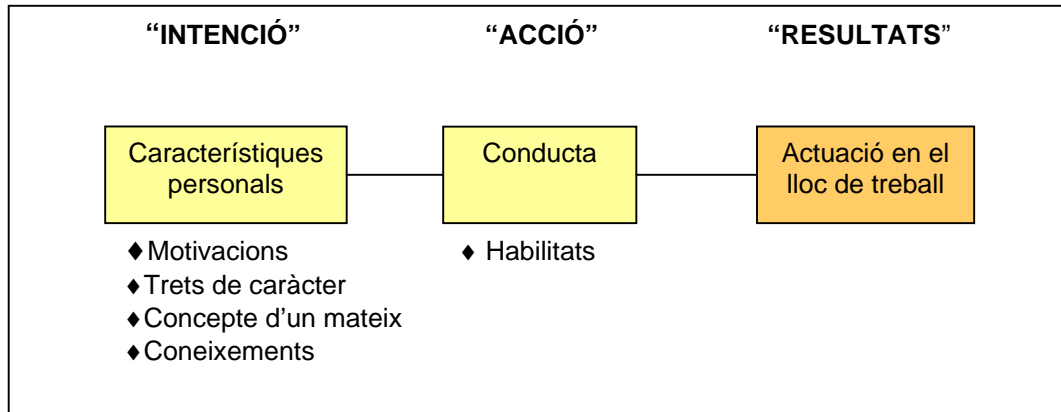 “INTENCIÓ” “ACCIÓ” “RESULTATS”
Característiques
personals
Conducta
Actuació en el
lloc de treball
♦ Motivacions
♦ Trets de caràcter
♦ Concepte d’un mateix
♦ Coneixements
♦ Habilitats